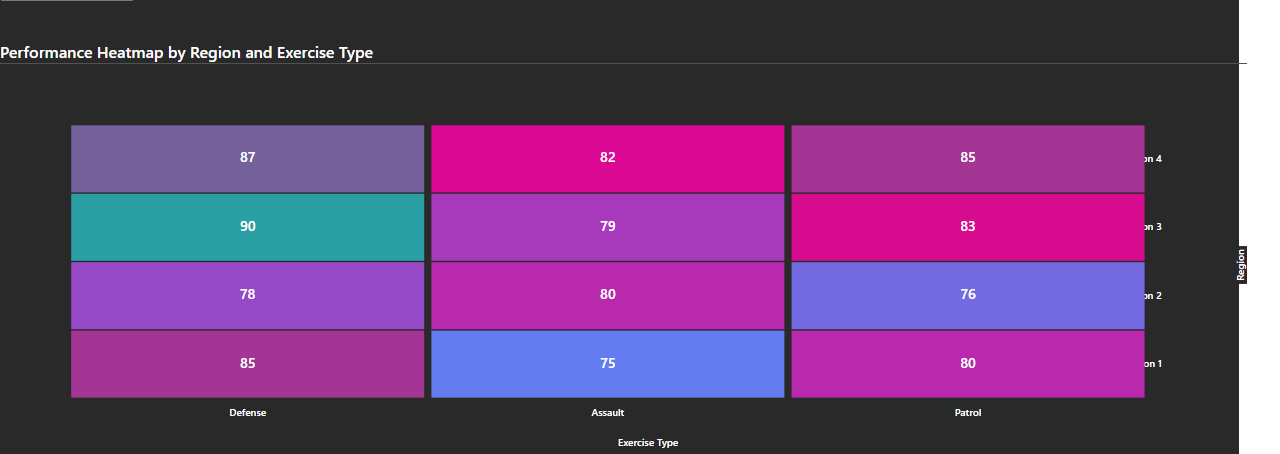 Performance Heatmap by Region and Exercise Type
87 82 85 on 4
90 79 83 on 3
78 80 76 on 2
85 75 80 on 1
Region
Defense Assault Patrol
Exercise Type